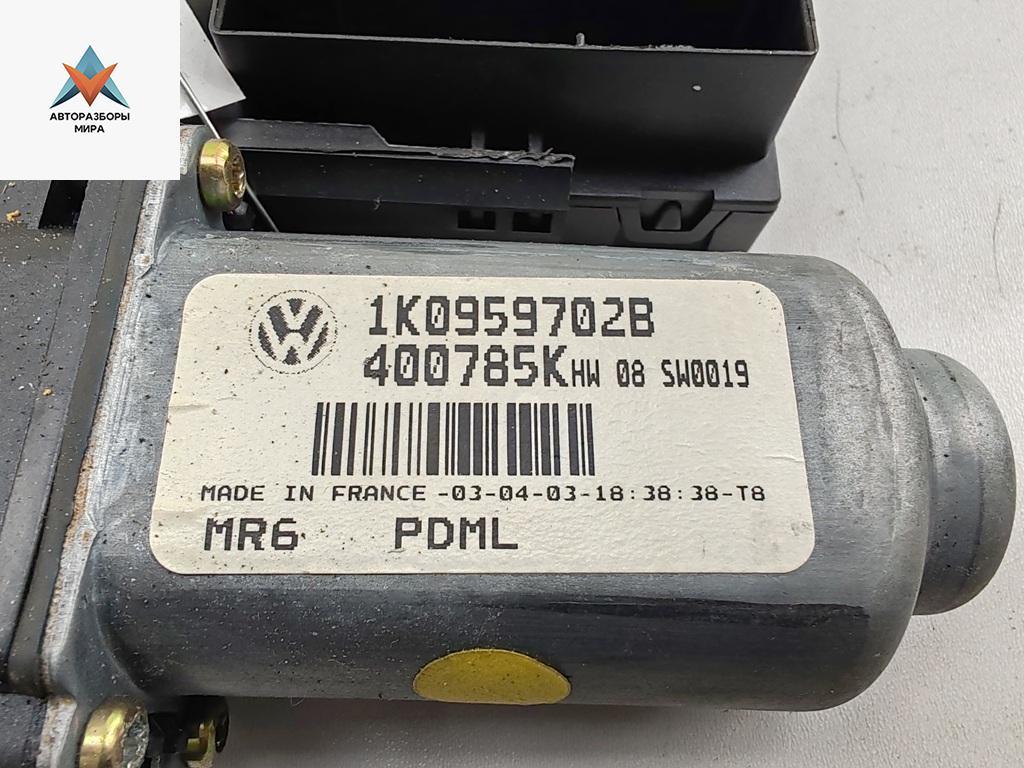 АВТОРАЗБОРЫ
МИРА
1K0959702B
400785K HW 08 SW0019
MADE IN FRANCE -03-04-03-18:38:38-T8
MR6 PDML